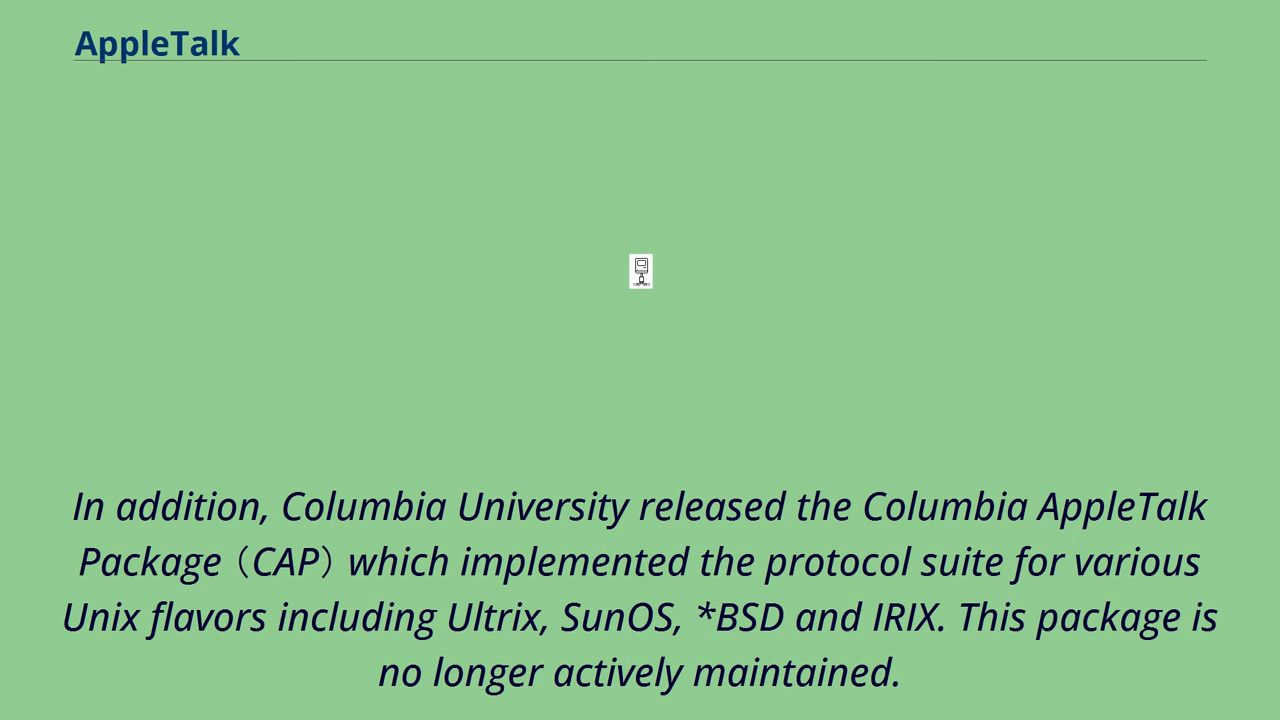 AppleTalk
In addition, Columbia University released the Columbia AppleTalk
Package（CAP）which implemented the protocol suite for various
Unix flavors including Ultrix, SunOS, *BSD and IRIX. This package is
no longer actively maintained.